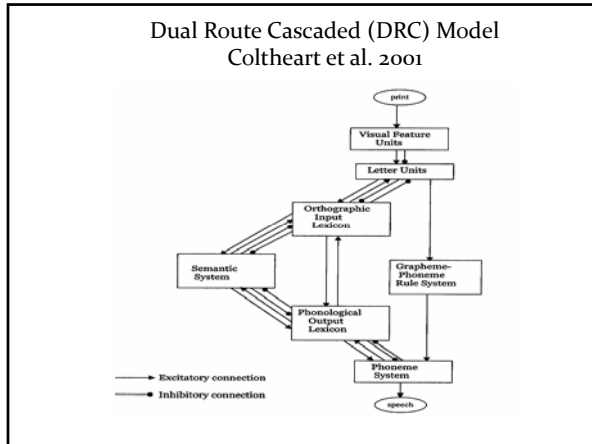 Dual Route Cascaded (DRC) Model
Coltheart et al. 2001
print
Visual Feature
Units
Letter Units
Orthographic
Input
Lexicon
Semantic
System
Grapheme-
Phoneme
Rule System
Phonological
Output
Lexicon
Phoneme
System
Excitatory connection
Inhibitory connection
speech